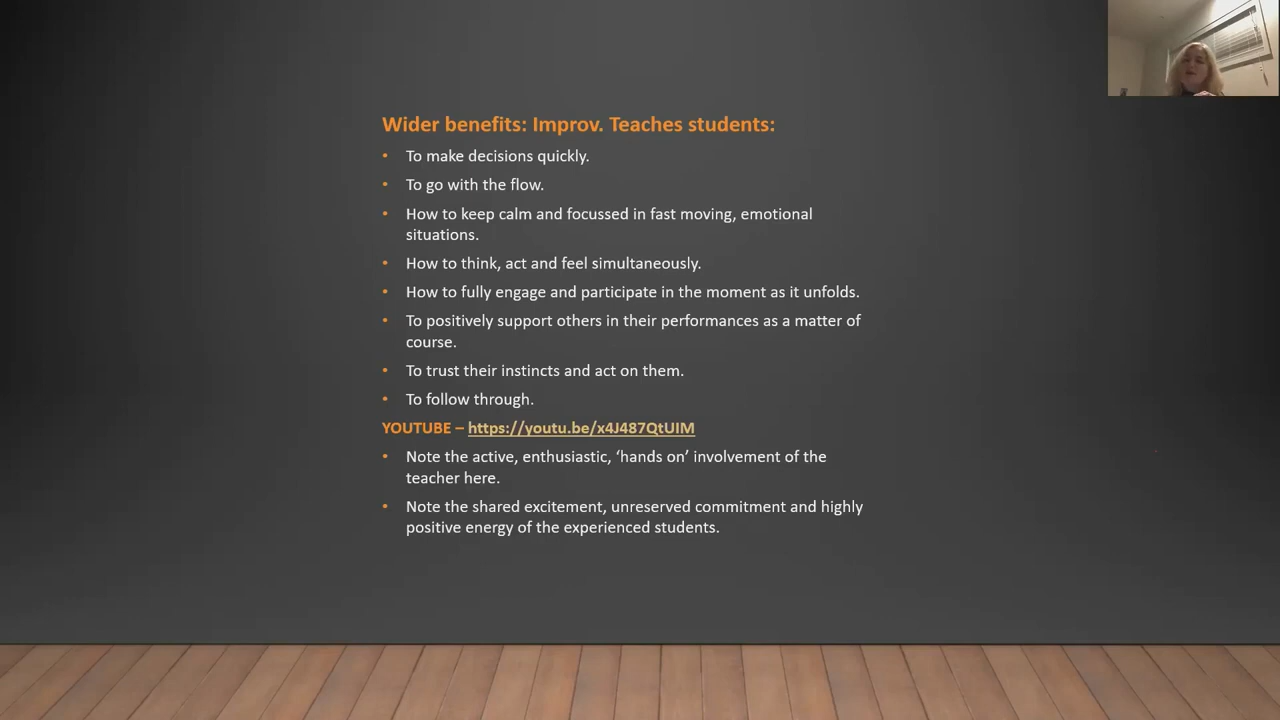 Wider benefits: Improv. Teaches students:
• To make decisions quickly.
• To go with the flow.
• How to keep calm and focussed in fast moving, emotional
situations.
• How to think, act and feel simultaneously.
• How to fully engage and participate in the moment as it unfolds.
• To positively support others in their performances as a matter of
course.
• To trust their instincts and act on them.
• To follow through.
YOUTUBE – https://youtu.be/x4J487QtUIM
• Note the active, enthusiastic, ‘hands on’ involvement of the
teacher here.
• Note the shared excitement, unreserved commitment and highly
positive energy of the experienced students.